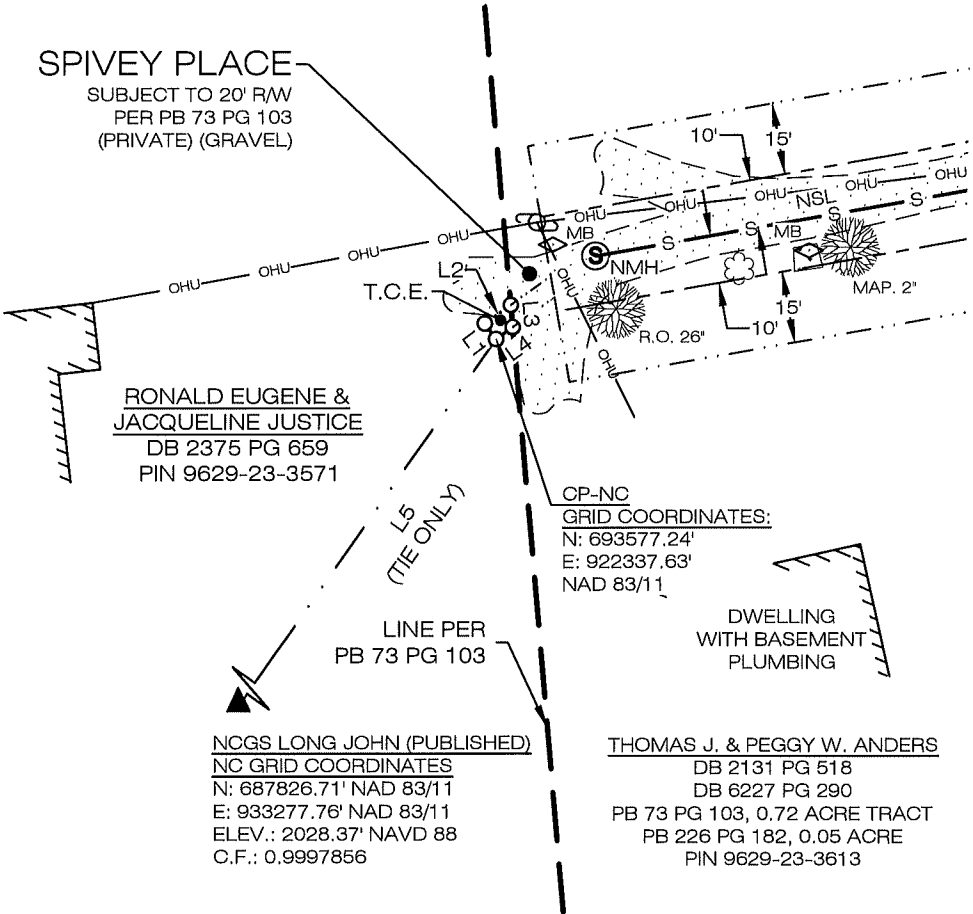 SPIVEY PLACE
SUBJECT TO 20' R/W
PER PB 73 PG 103
(PRIVATE) (GRAVEL)
10'
15'
OHU
OHU
OHU
OHU
OHU
OHU
OHU
OHU
OHU
NSL
S
S
S
S
MB
MB
S
NMH
OHU
OHU
MAP. 2"
R.O. 26"
10'
15'
L2
T.C.E.
L3
L1
L4
RONALD EUGENE &
JACQUELINE JUSTICE
DB 2375 PG 659
PIN 9629-23-3571
L5
(TIE ONLY)
CP-NC
GRID COORDINATES:
N: 693577.24'
E: 922337.63'
NAD 83/11
DWELLING
WITH BASEMENT
PLUMBING
LINE PER
PB 73 PG 103
NCGS LONG JOHN (PUBLISHED)
NC GRID COORDINATES
N: 687826.71' NAD 83/11
E: 933277.76' NAD 83/11
ELEV.: 2028.37' NAVD 88
C.F.: 0.9997856
THOMAS J. & PEGGY W. ANDERS
DB 2131 PG 518
DB 6227 PG 290
PB 73 PG 103, 0.72 ACRE TRACT
PB 226 PG 182, 0.05 ACRE
PIN 9629-23-3613